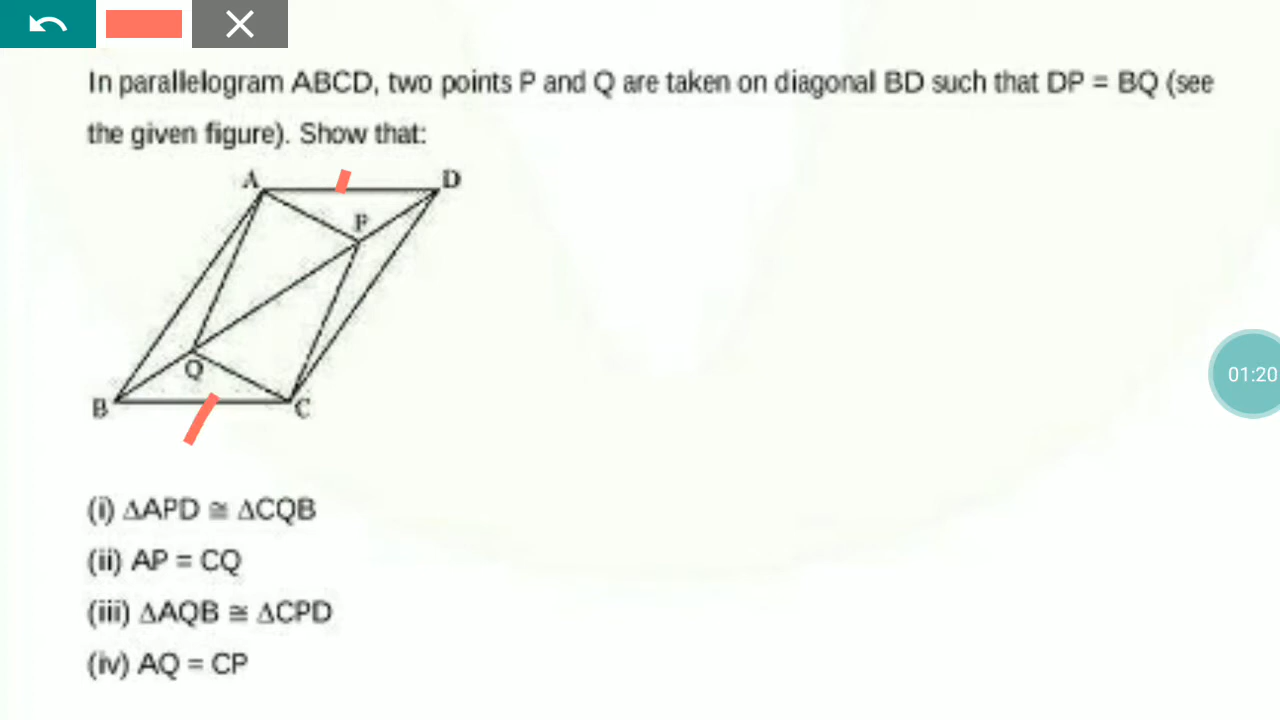 In parallelogram ABCD, two points P and Q are taken on diagonal BD such that DP = BQ (see
the given figure). Show that:
A
D
P
Q
B
C
01:20
(i) ΔAPD ≅ ΔCQB
(ii) AP = CQ
(iii) ΔAQB ≅ ΔCPD
(iv) AQ = CP